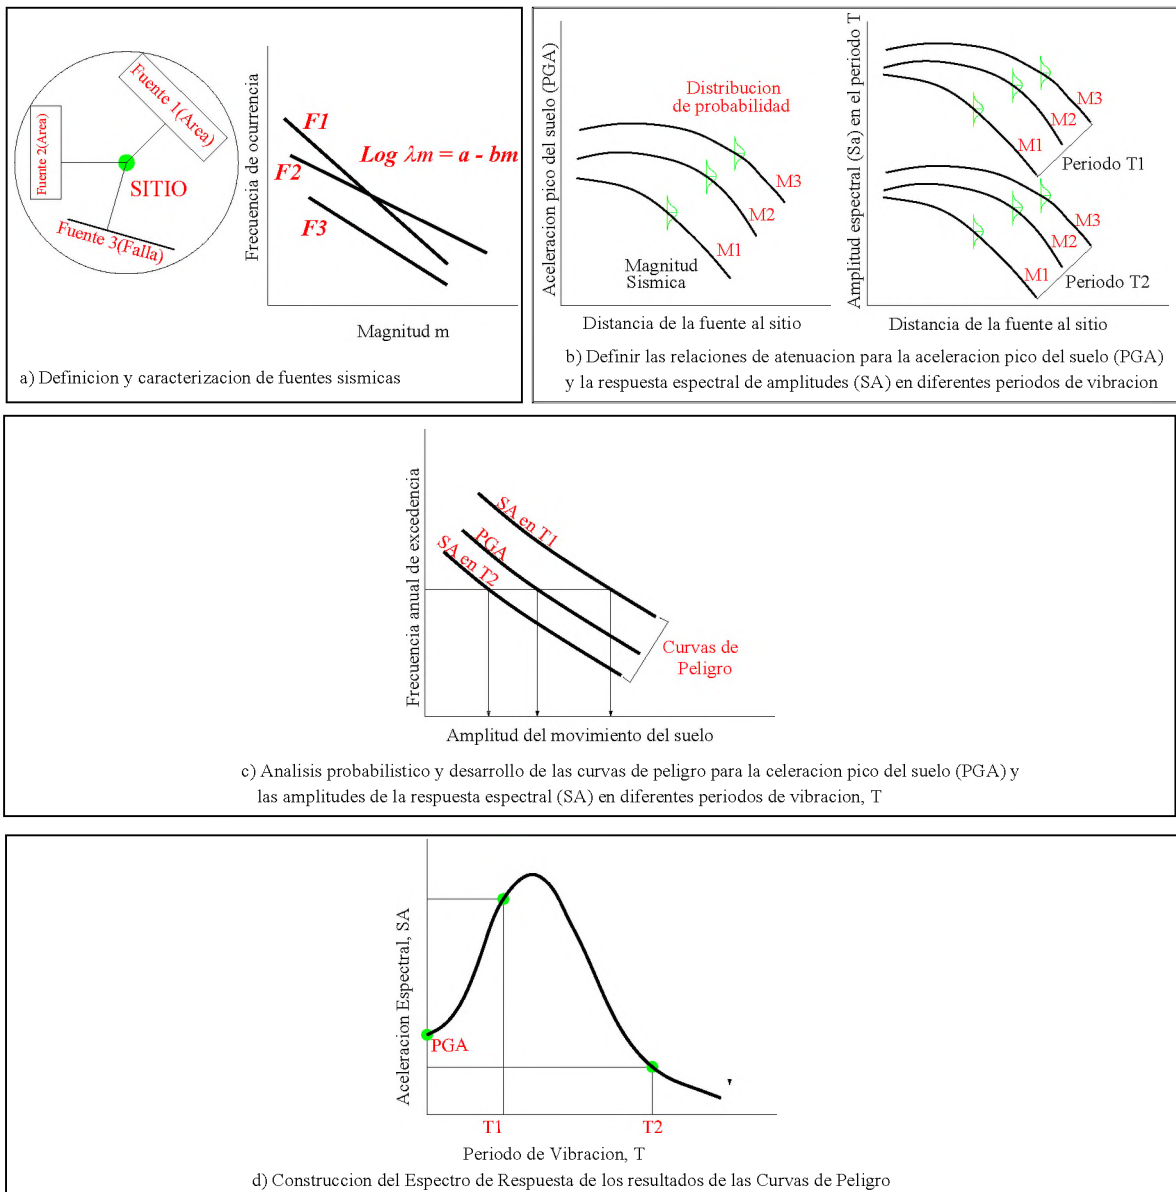 Fuente 1(Area)
Fuente 2(Area)
SITIO
Fuente 3(Falla)
Frecuencia de ocurrencia
F1
F2
F3
Log λm = a - bm
Magnitud m
a) Definicion y caracterizacion de fuentes sismicas
Aceleracion pico del suelo (PGA)
Distribucion
de probabilidad
M3
M2
M1
Magnitud
Sismica
Distancia de la fuente al sitio
Amplitud espectral (Sa) en el periodo T
M3
M2
M1
Periodo T1
M3
M2
M1
Periodo T2
Distancia de la fuente al sitio
b) Definir las relaciones de atenuacion para la aceleracion pico del suelo (PGA)
y la respuesta espectral de amplitudes (SA) en diferentes periodos de vibracion
Frecuencia anual de excedencia
SA en T1
PGA
SA en T2
Curvas de
Peligro
Amplitud del movimiento del suelo
c) Analisis probabilistico y desarrollo de las curvas de peligro para la celeracion pico del suelo (PGA) y
las amplitudes de la respuesta espectral (SA) en diferentes periodos de vibracion, T
Aceleracion Espectral, SA
PGA
T1
T2
Periodo de Vibracion, T
d) Construccion del Espectro de Respuesta de los resultados de las Curvas de Peligro